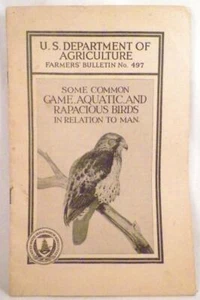 U. S. DEPARTMENT OF
AGRICULTURE
FARMERS' BULLETIN No. 497
SOME COMMON
GAME, AQUATIC, AND
RAPACIOUS BIRDS
IN RELATION TO MAN.